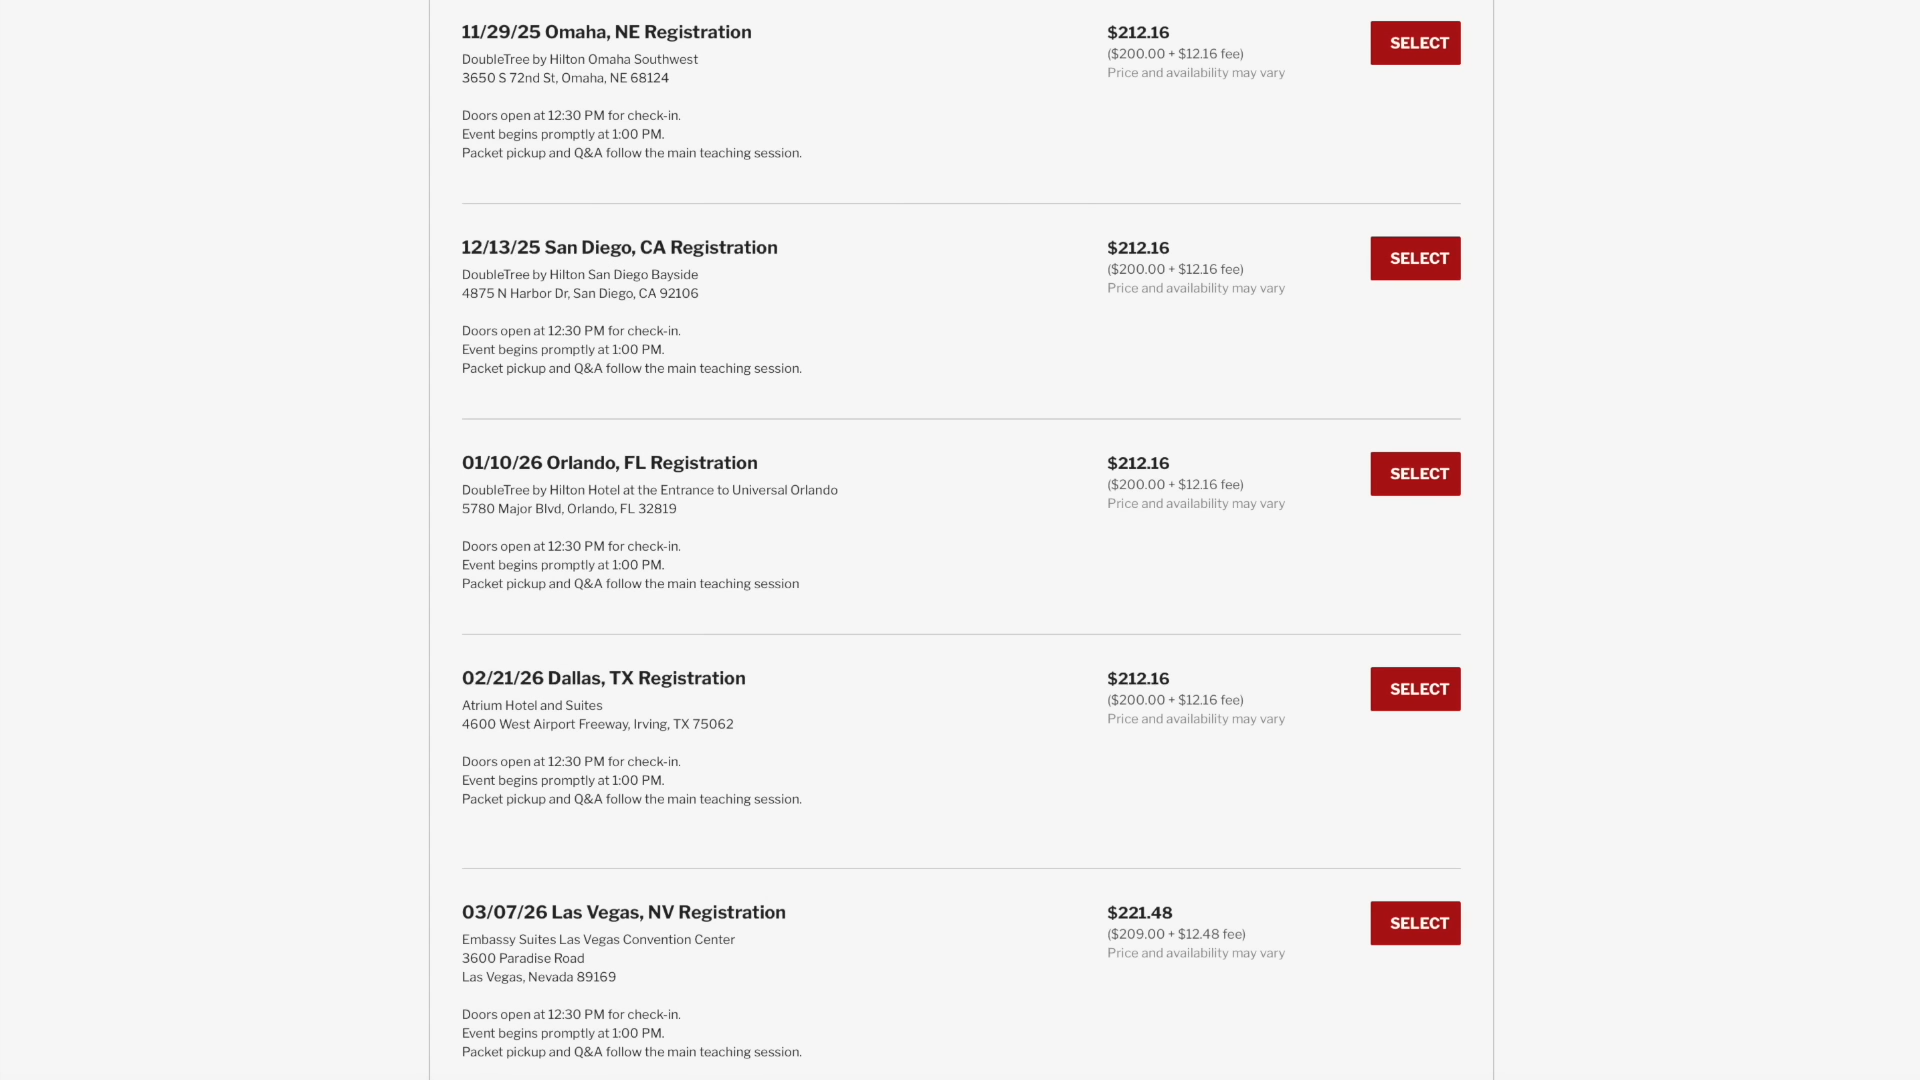 11/29/25 Omaha, NE Registration
DoubleTree by Hilton Omaha Southwest
3650 S 72nd St, Omaha, NE 68124
Doors open at 12:30 PM for check-in.
Event begins promptly at 1:00 PM.
Packet pickup and Q&A follow the main teaching session.
$212.16
($200.00 + $12.16 fee)
Price and availability may vary
SELECT
12/13/25 San Diego, CA Registration
DoubleTree by Hilton San Diego Bayside
4875 N Harbor Dr, San Diego, CA 92106
Doors open at 12:30 PM for check-in.
Event begins promptly at 1:00 PM.
Packet pickup and Q&A follow the main teaching session.
$212.16
($200.00 + $12.16 fee)
Price and availability may vary
SELECT
01/10/26 Orlando, FL Registration
DoubleTree by Hilton Hotel at the Entrance to Universal Orlando
5780 Major Blvd, Orlando, FL 32819
Doors open at 12:30 PM for check-in.
Event begins promptly at 1:00 PM.
Packet pickup and Q&A follow the main teaching session
$212.16
($200.00 + $12.16 fee)
Price and availability may vary
SELECT
02/21/26 Dallas, TX Registration
Atrium Hotel and Suites
4600 West Airport Freeway, Irving, TX 75062
Doors open at 12:30 PM for check-in.
Event begins promptly at 1:00 PM.
Packet pickup and Q&A follow the main teaching session.
$212.16
($200.00 + $12.16 fee)
Price and availability may vary
SELECT
03/07/26 Las Vegas, NV Registration
Embassy Suites Las Vegas Convention Center
3600 Paradise Road
Las Vegas, Nevada 89169
Doors open at 12:30 PM for check-in.
Event begins promptly at 1:00 PM.
Packet pickup and Q&A follow the main teaching session.
$221.48
($209.00 + $12.48 fee)
Price and availability may vary
SELECT